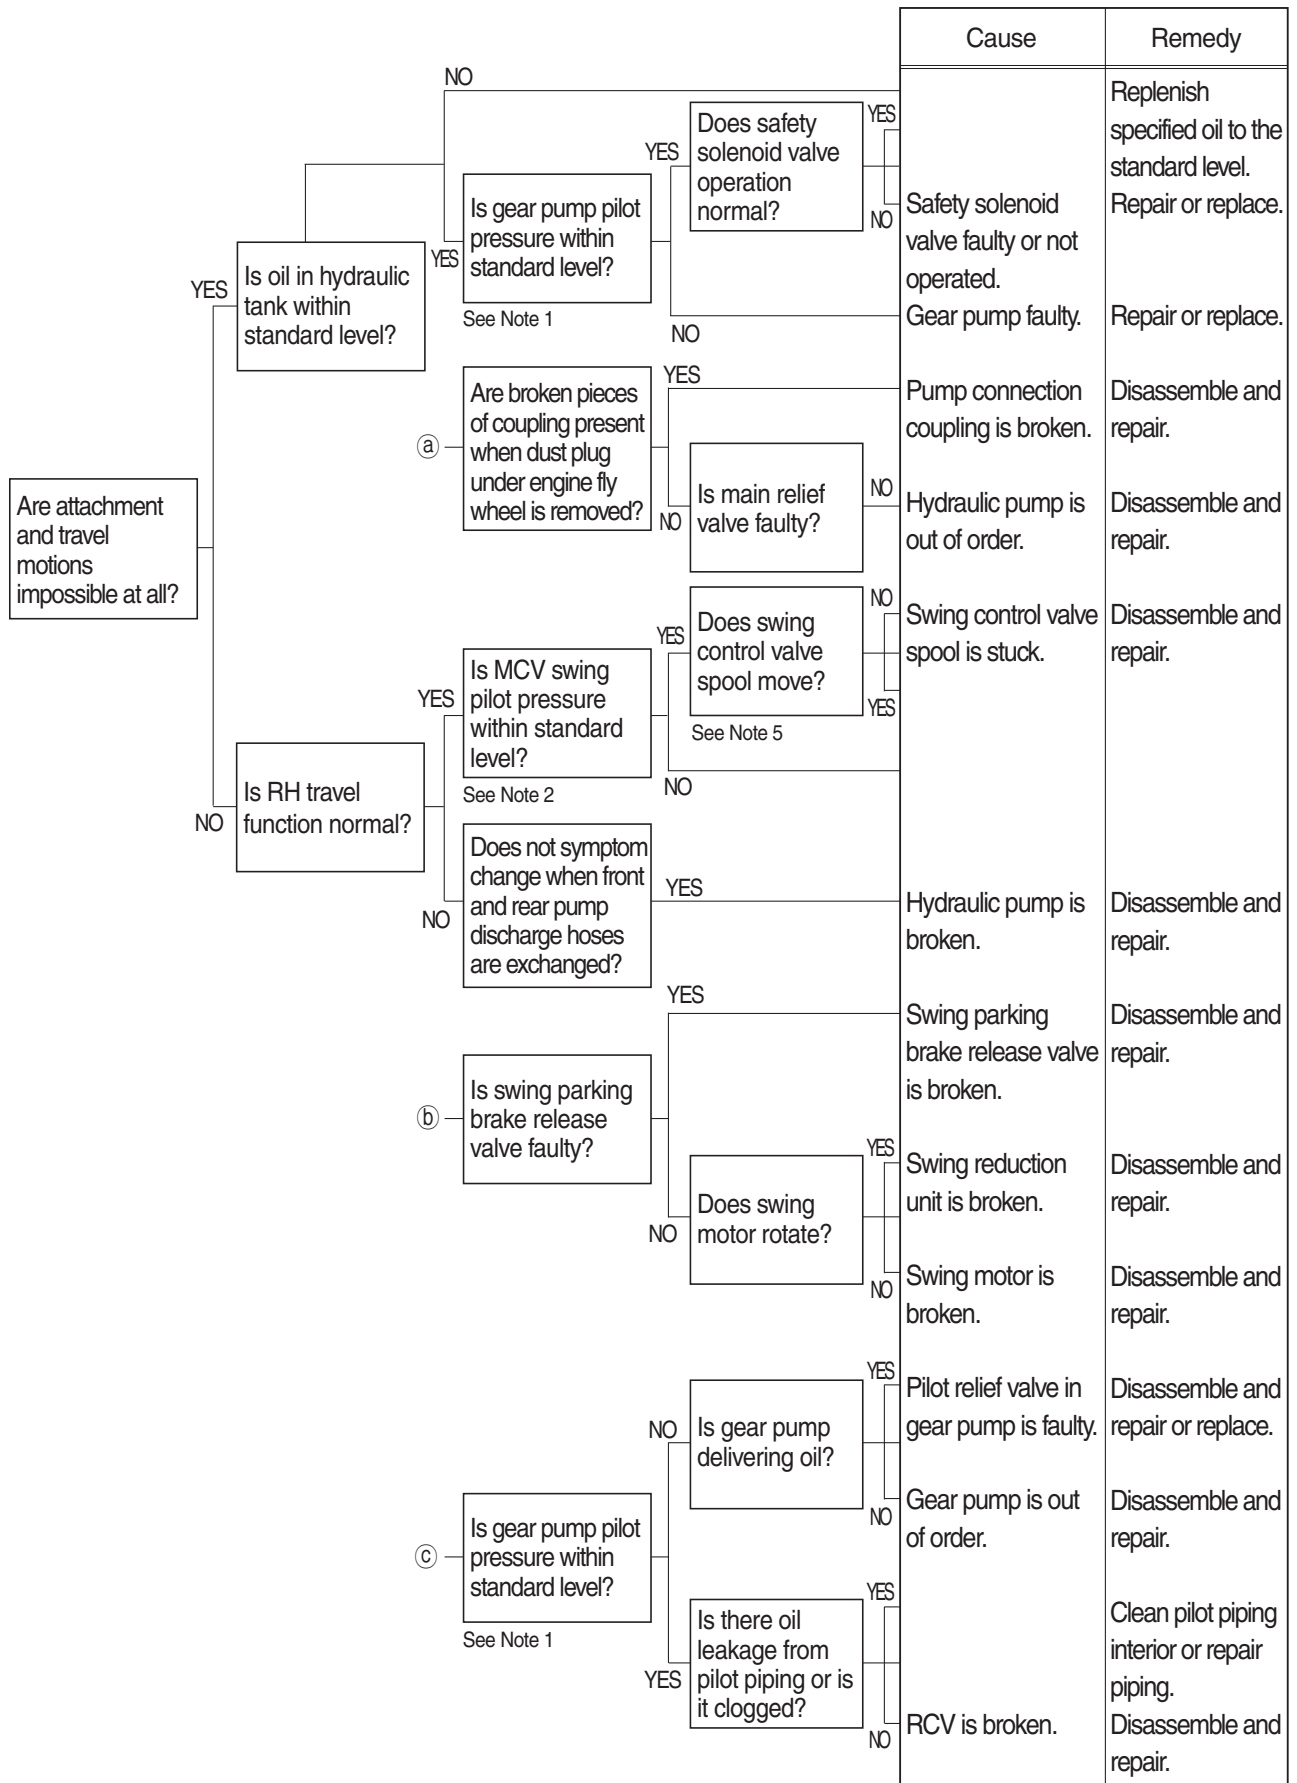 Cause
Remedy
NO
Replenish
specified oil to the
standard level.
YES
Does safety
solenoid valve
operation
normal?
YES
NO
Safety solenoid
valve faulty or not
operated.
Repair or replace.
Is gear pump pilot
pressure within
standard level?
YES
See Note 1
NO
Gear pump faulty.
Repair or replace.
YES
Is oil in hydraulic
tank within
standard level?
ⓐ
Are broken pieces
of coupling present
when dust plug
under engine fly
wheel is removed?
YES
Pump connection
coupling is broken.
Disassemble and
repair.
NO
Is main relief
valve faulty?
NO
Hydraulic pump is
out of order.
Disassemble and
repair.
Are attachment
and travel
motions
impossible at all?
NO
Is RH travel
function normal?
YES
Is MCV swing
pilot pressure
within standard
level?
See Note 2
YES
Does swing
control valve
spool move?
See Note 5
NO
YES
Swing control valve
spool is stuck.
Disassemble and
repair.
NO
NO
Does not symptom
change when front
and rear pump
discharge hoses
are exchanged?
YES
Hydraulic pump is
broken.
Disassemble and
repair.
ⓑ
Is swing parking
brake release
valve faulty?
YES
Swing parking
brake release valve
is broken.
Disassemble and
repair.
NO
Does swing
motor rotate?
YES
Swing reduction
unit is broken.
Disassemble and
repair.
NO
Swing motor is
broken.
Disassemble and
repair.
ⓒ
Is gear pump pilot
pressure within
standard level?
See Note 1
NO
Is gear pump
delivering oil?
YES
Pilot relief valve in
gear pump is faulty.
Disassemble and
repair or replace.
NO
Gear pump is out
of order.
Disassemble and
repair.
YES
Is there oil
leakage from
pilot piping or is
it clogged?
YES
Clean pilot piping
interior or repair
piping.
NO
RCV is broken.
Disassemble and
repair.